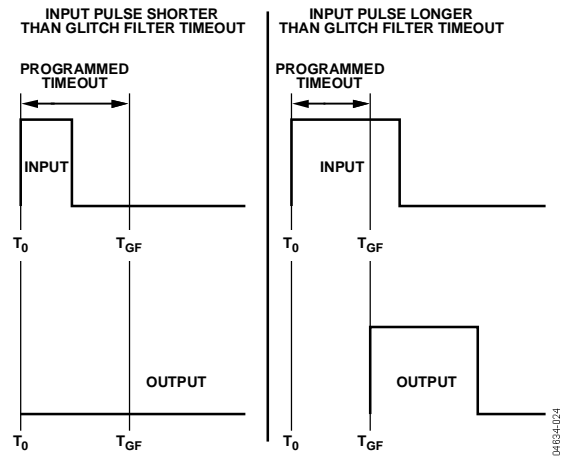 INPUT PULSE SHORTER
THAN GLITCH FILTER TIMEOUT
PROGRAMMED
TIMEOUT
INPUT
T0
TGF
OUTPUT
T0
TGF
INPUT PULSE LONGER
THAN GLITCH FILTER TIMEOUT
PROGRAMMED
TIMEOUT
INPUT
T0
TGF
OUTPUT
T0
TGF
04634-024